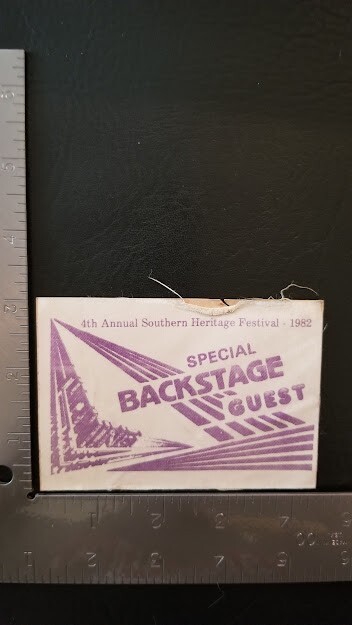 4th Annual Southern Heritage Festival - 1982
SPECIAL
BACKSTAGE
GUEST